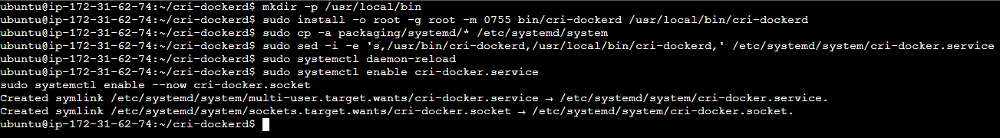 ubuntu@ip-172-31-62-74:~/cri-dockerd$ mkdir -p /usr/local/bin
ubuntu@ip-172-31-62-74:~/cri-dockerd$ sudo install -o root -g root -m 0755 bin/cri-dockerd /usr/local/bin/cri-dockerd
ubuntu@ip-172-31-62-74:~/cri-dockerd$ sudo cp -a packaging/systemd/* /etc/systemd/system
ubuntu@ip-172-31-62-74:~/cri-dockerd$ sudo sed -i -e 's,/usr/bin/cri-dockerd,/usr/local/bin/cri-dockerd,' /etc/systemd/system/cri-docker.service
ubuntu@ip-172-31-62-74:~/cri-dockerd$ sudo systemctl daemon-reload
ubuntu@ip-172-31-62-74:~/cri-dockerd$ sudo systemctl enable cri-docker.service
sudo systemctl enable --now cri-docker.socket
Created symlink /etc/systemd/system/multi-user.target.wants/cri-docker.service → /etc/systemd/system/cri-docker.service.
Created symlink /etc/systemd/system/sockets.target.wants/cri-docker.socket → /etc/systemd/system/cri-docker.socket.
ubuntu@ip-172-31-62-74:~/cri-dockerd$